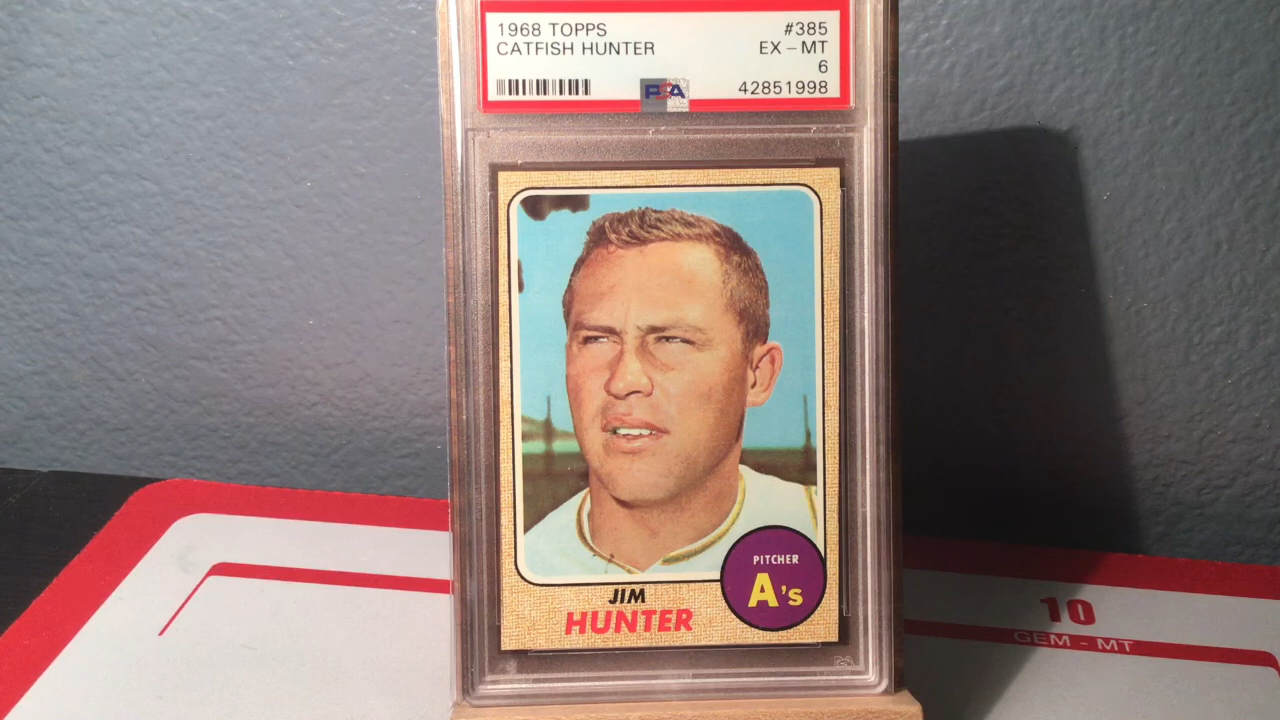 1968 TOPPS #385
CATFISH HUNTER EX - MT
6
PSA 42851998
PITCHER
A's
JIM
HUNTER
10
GEM - MT